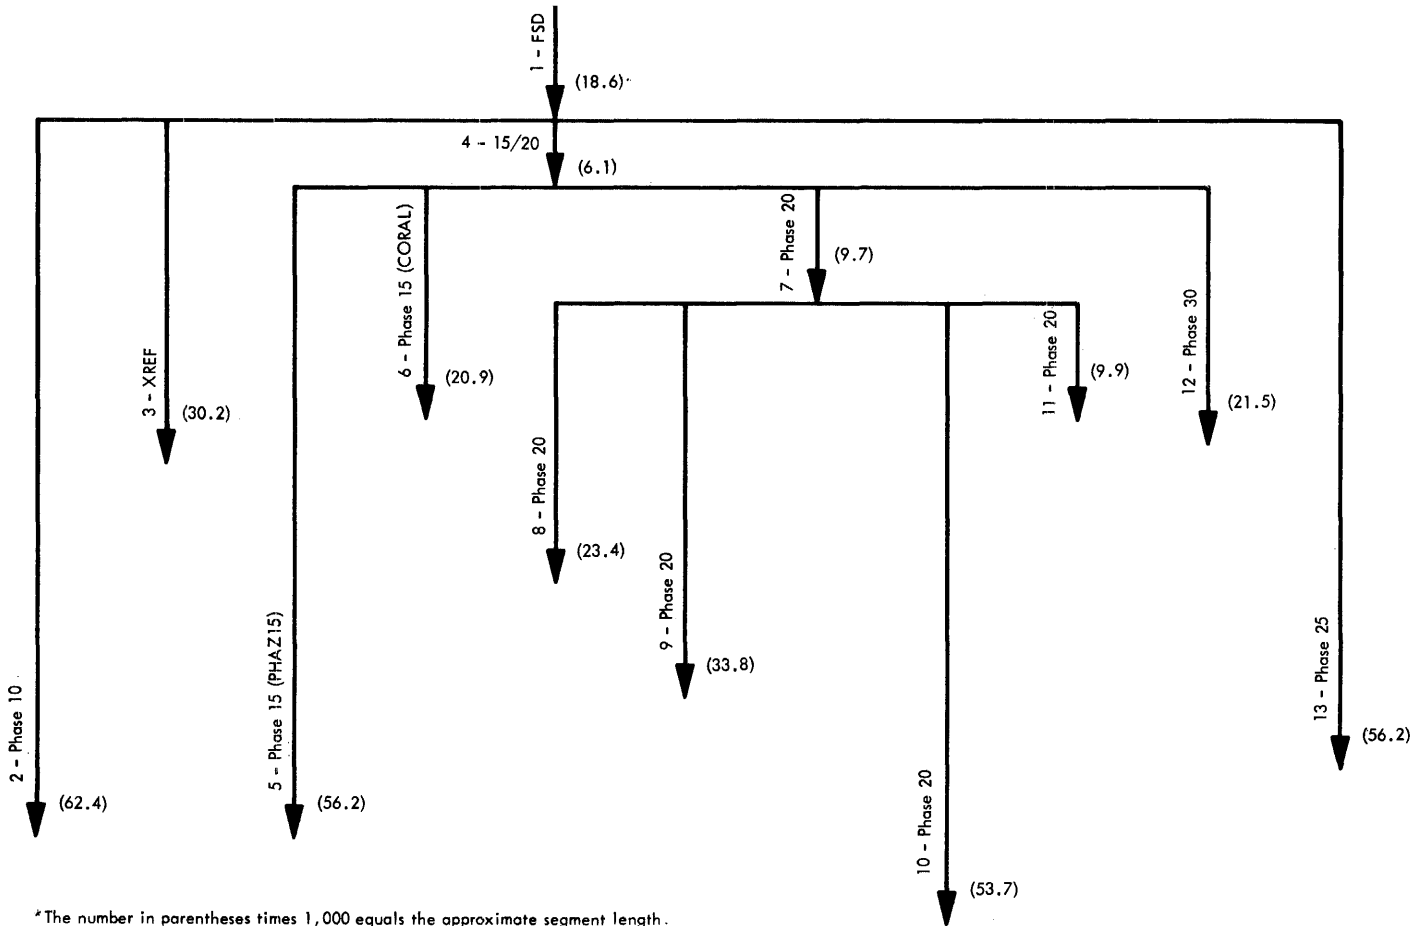 1 - FSD
(18.6)*
4 - 15/20
(6.1)
2 - Phase 10
(62.4)
3 - XREF
(30.2)
5 - Phase 15 (PHAZ15)
(56.2)
6 - Phase 15 (CORAL)
(20.9)
7 - Phase 20
(9.7)
8 - Phase 20
(23.4)
9 - Phase 20
(33.8)
10 - Phase 20
(53.7)
11 - Phase 20
(9.9)
12 - Phase 30
(21.5)
13 - Phase 25
(56.2)
*The number in parentheses times 1,000 equals the approximate segment length.